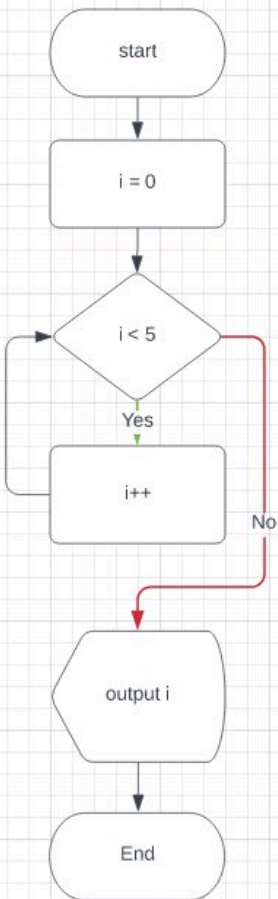 start
i = 0
i < 5
Yes
i++
No
output i
End